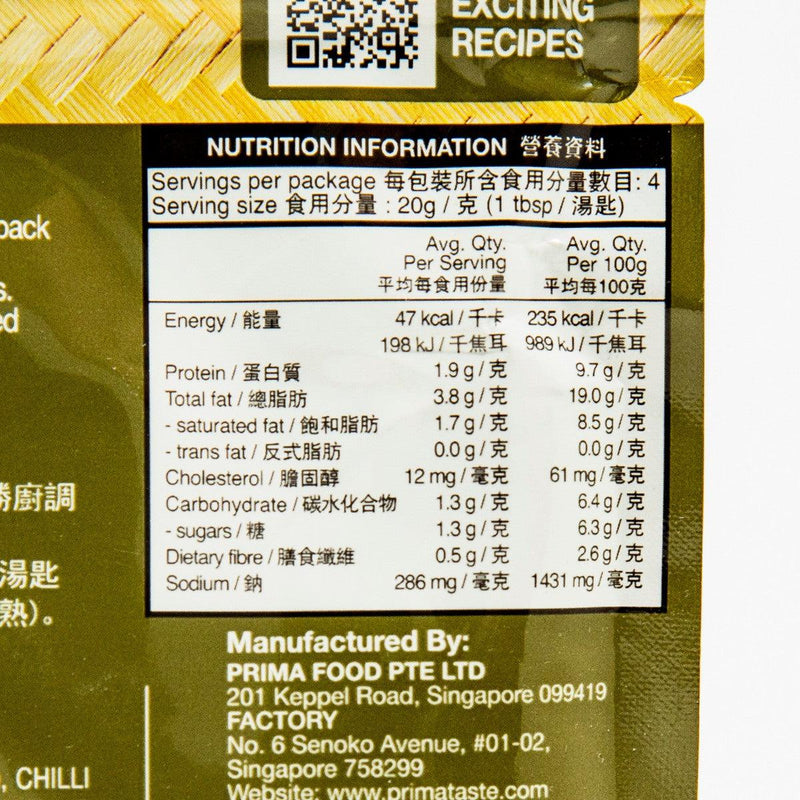 EXCITING
RECIPES
NUTRITION INFORMATION 營養資料
Servings per package 每包裝所含食用分量數目: 4
Serving size 食用分量 : 20g / 克 (1 tbsp / 湯匙)
Avg. Qty. Avg. Qty.
Per Serving Per 100g
平均每食用份量 平均每100克
Energy / 能量 47 kcal / 千卡 235 kcal / 千卡
198 kJ / 千焦耳 989 kJ / 千焦耳
Protein / 蛋白質 1.9 g / 克 9.7 g / 克
Total fat / 總脂肪 3.8 g / 克 19.0 g / 克
- saturated fat / 飽和脂肪 1.7 g / 克 8.5 g / 克
- trans fat / 反式脂肪 0.0 g / 克 0.0 g / 克
Cholesterol / 膽固醇 12 mg / 毫克 61 mg / 毫克
Carbohydrate / 碳水化合物 1.3 g / 克 6.4 g / 克
- sugars / 糖 1.3 g / 克 6.3 g / 克
Dietary fibre / 膳食纖維 0.5 g / 克 2.6 g / 克
Sodium / 鈉 286 mg / 毫克 1431 mg / 毫克
Manufactured By:
PRIMA FOOD PTE LTD
201 Keppel Road, Singapore 099419
FACTORY
No. 6 Senoko Avenue, #01-02,
Singapore 758299
Website: www.primataste.com
pack
s.
ed
勝廚調
湯匙
熟)。
, CHILLI